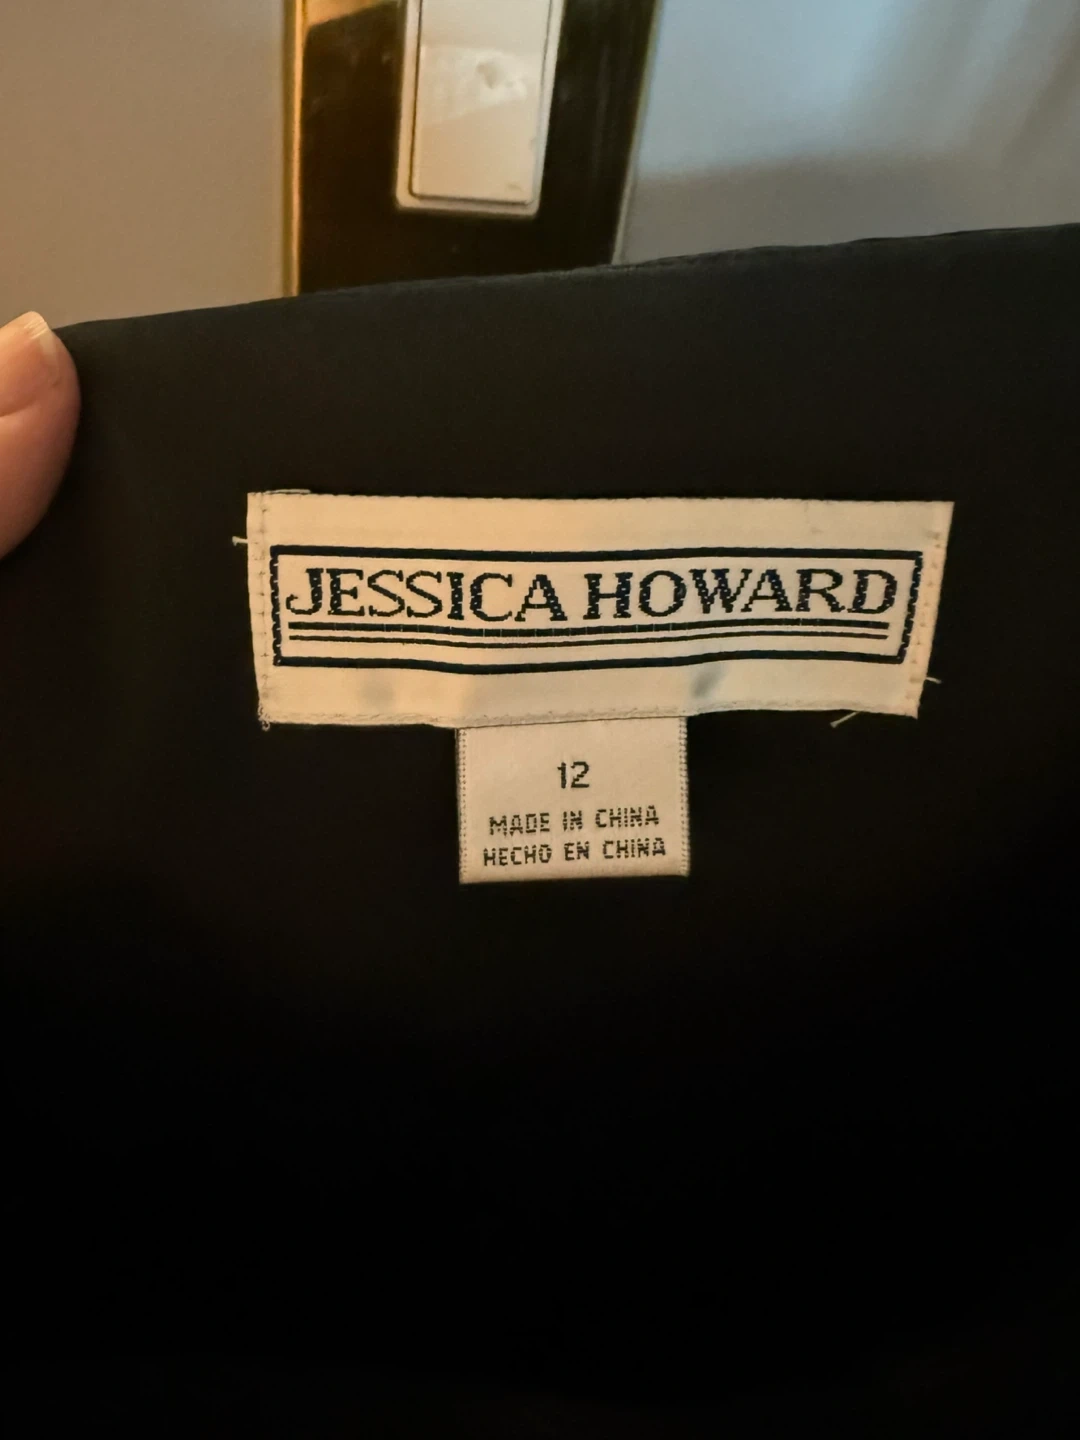 JESSICA HOWARD
12
MADE IN CHINA
HECHO EN CHINA